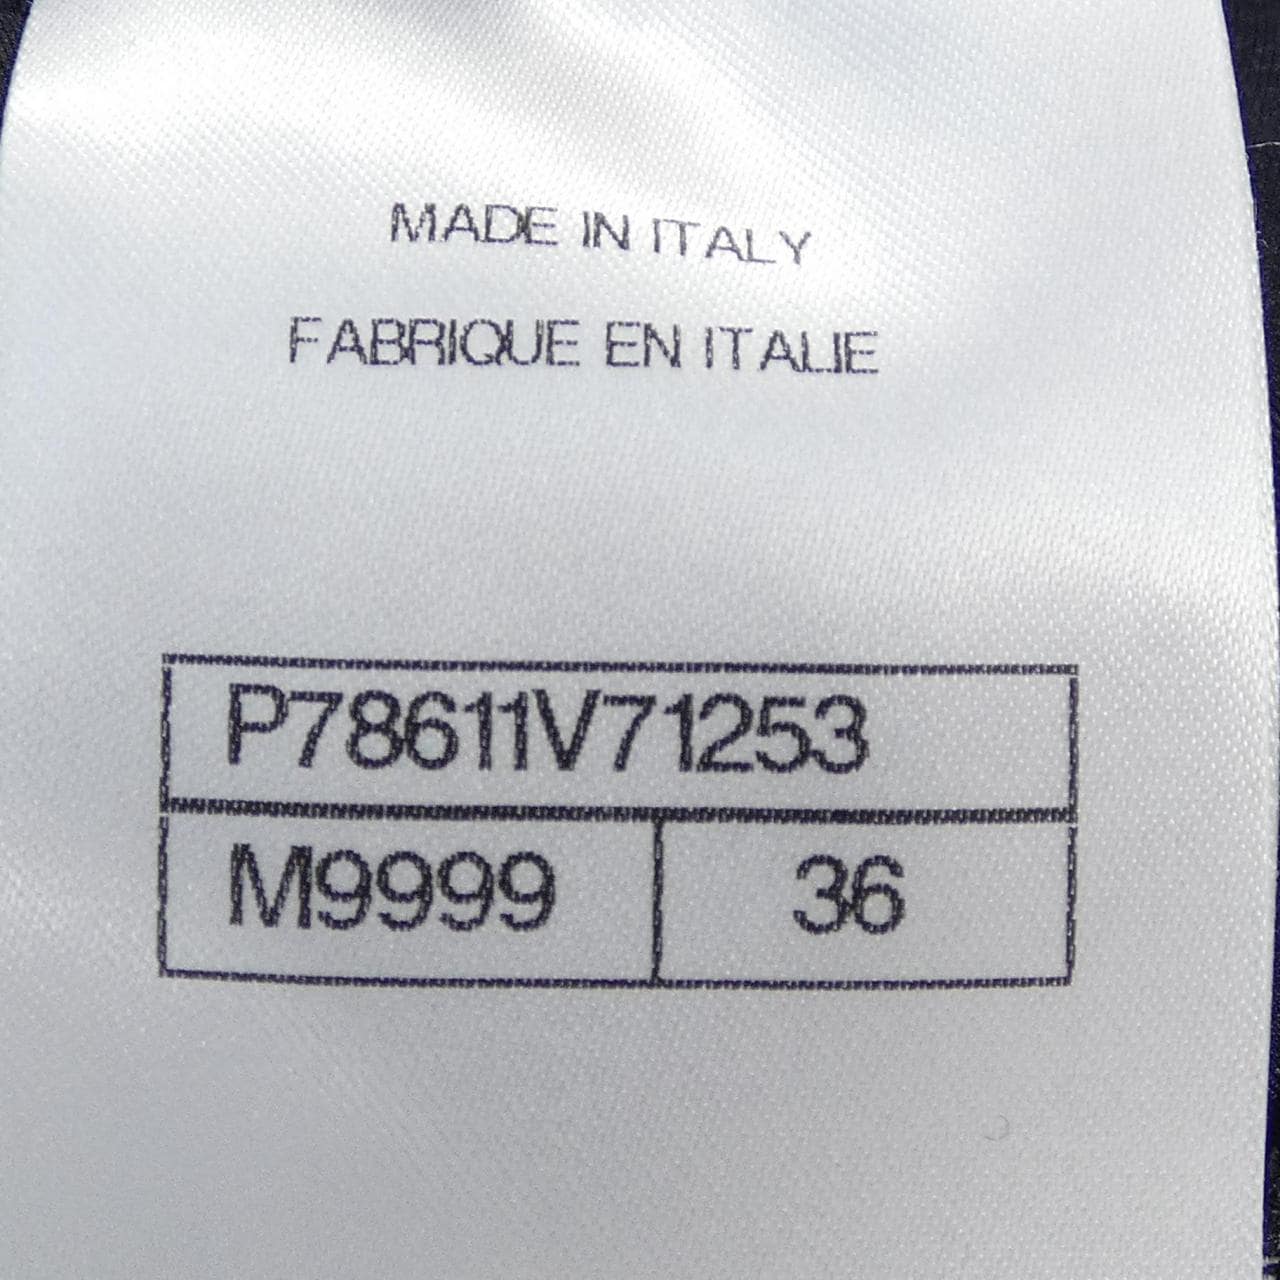 MADE IN ITALY
FABRIQUE EN ITALIE
P78611V71253
M9999 36